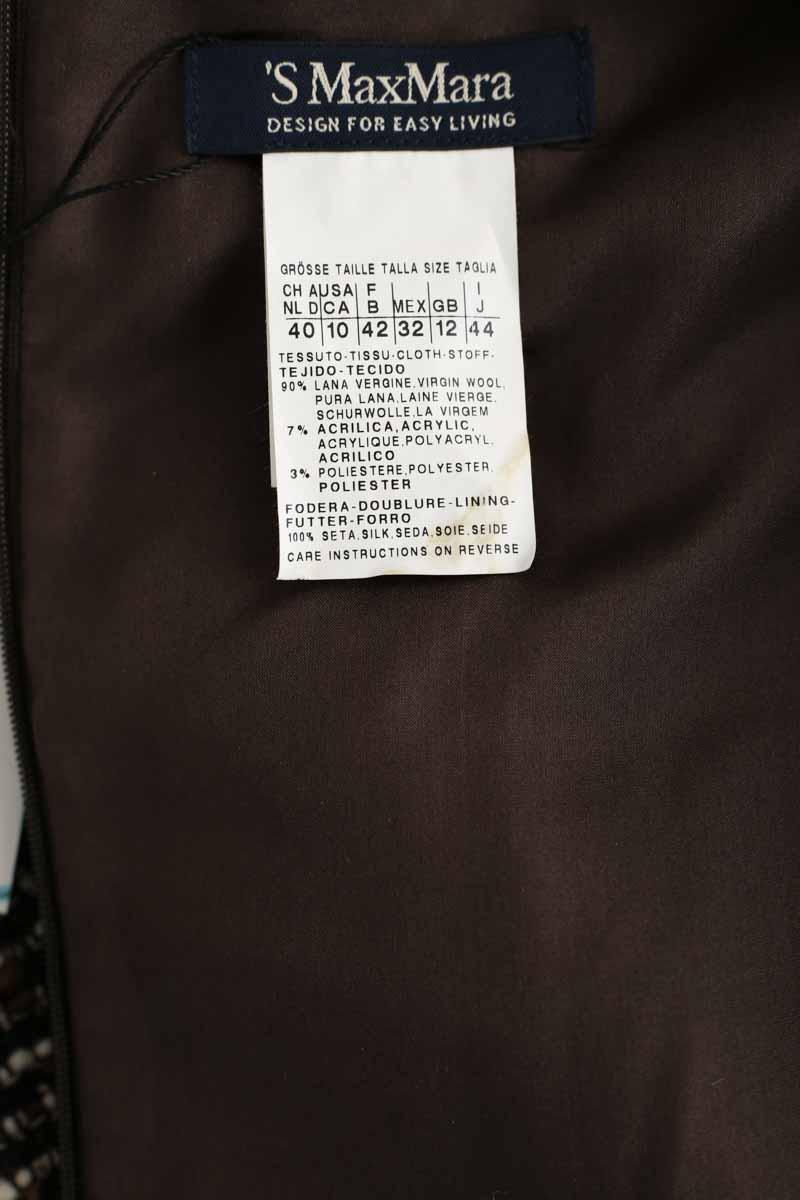 'S MaxMara
DESIGN FOR EASY LIVING
GRÖSSE TAILLE TALLA SIZE TAGLIA
CH A USA F I
NL D CA B MEX GB J
40 10 42 32 12 44
TESSUTO-TISSU-CLOTH-STOFF-
TEJIDO-TECIDO
90% LANA VERGINE,VIRGIN WOOL,
PURA LANA,LAINE VIERGE,
SCHURWOLLE,LA VIRGEM
7% ACRILICA,ACRYLIC,
ACRYLIQUE,POLYACRYL,
ACRILICO
3% POLIESTERE,POLYESTER,
POLIESTER
FODERA-DOUBLURE-LINING-
FUTTER-FORRO
100% SETA,SILK,SEDA,SOIE,SEIDE
CARE INSTRUCTIONS ON REVERSE